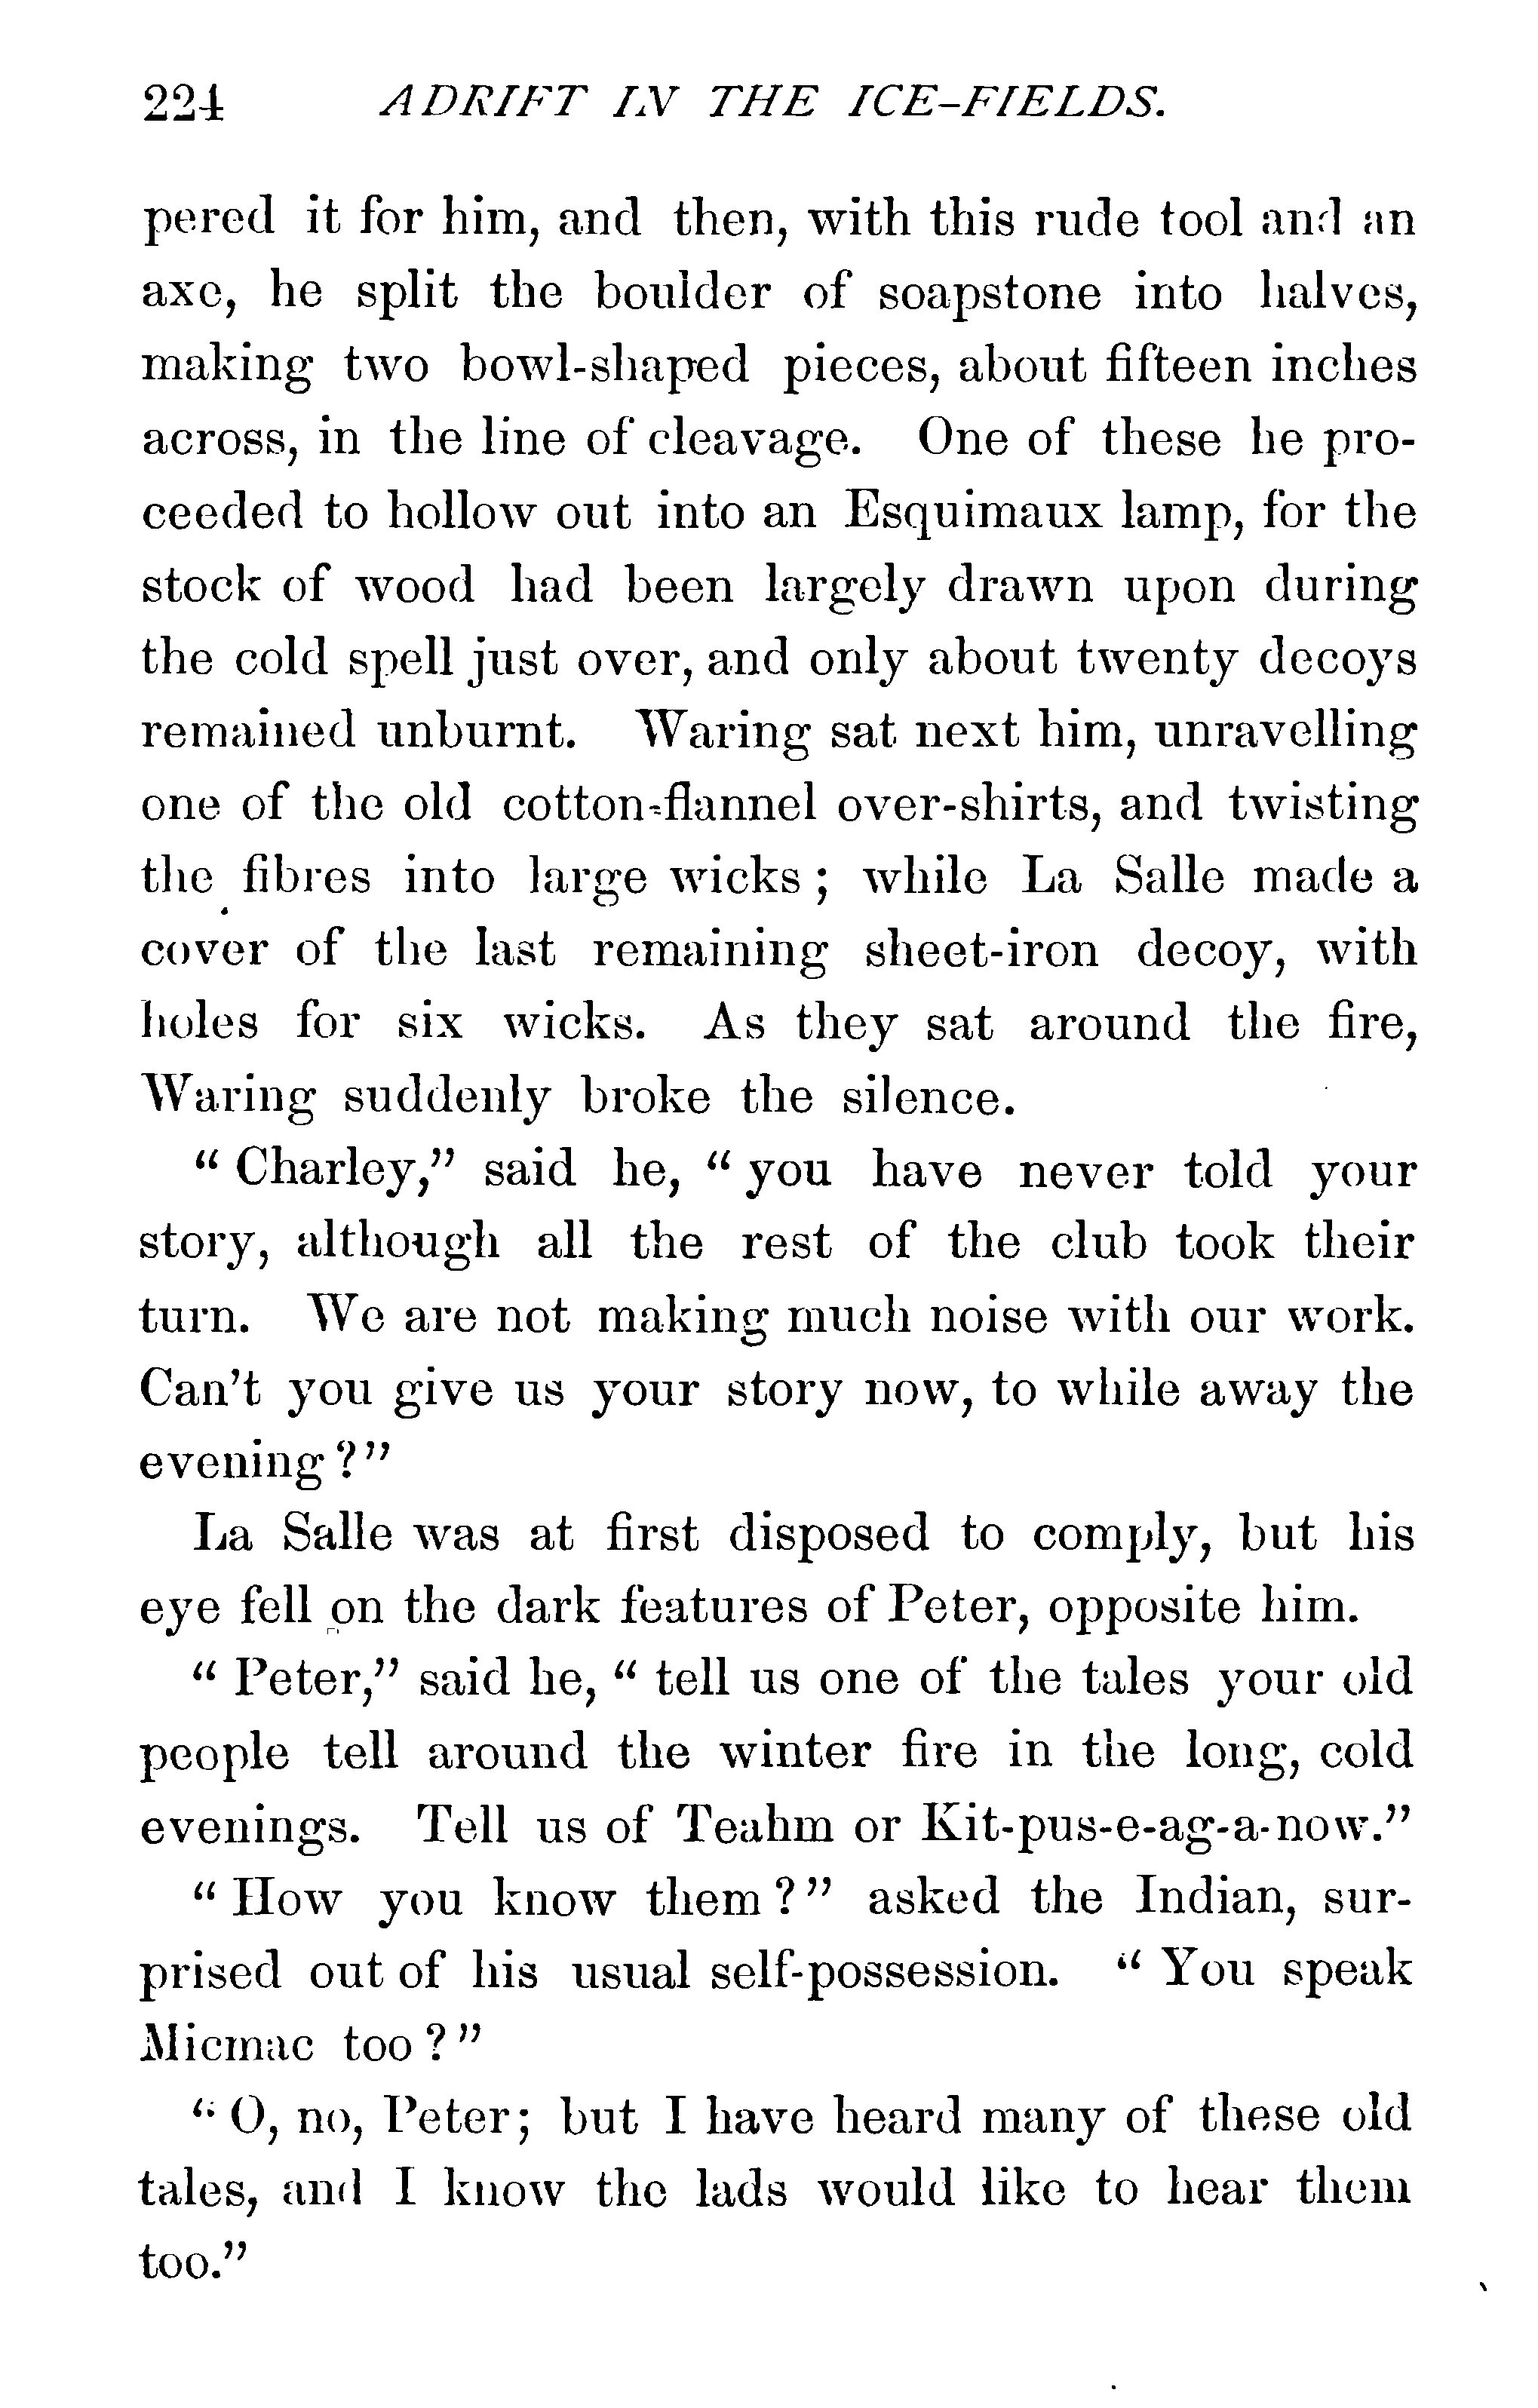 224 ADRIFT IN THE ICE-FIELDS.
pered it for him, and then, with this rude tool and an
axe, he split the boulder of soapstone into halves,
making two bowl-shaped pieces, about fifteen inches
across, in the line of cleavage. One of these he pro-
ceeded to hollow out into an Esquimaux lamp, for the
stock of wood had been largely drawn upon during
the cold spell just over, and only about twenty decoys
remained unburnt. Waring sat next him, unravelling
one of the old cotton-flannel over-shirts, and twisting
the fibres into large wicks; while La Salle made a
cover of the last remaining sheet-iron decoy, with
holes for six wicks. As they sat around the fire,
Waring suddenly broke the silence.
"Charley," said he, "you have never told your
story, although all the rest of the club took their
turn. We are not making much noise with our work.
Can't you give us your story now, to while away the
evening?"
La Salle was at first disposed to comply, but his
eye fell on the dark features of Peter, opposite him.
"Peter," said he, "tell us one of the tales your old
people tell around the winter fire in the long, cold
evenings. Tell us of Teahm or Kit-pus-e-ag-a-now."
"How you know them?" asked the Indian, sur-
prised out of his usual self-possession. "You speak
Micmac too?"
"O, no, Peter; but I have heard many of these old
tales, and I know the lads would like to hear them
too."